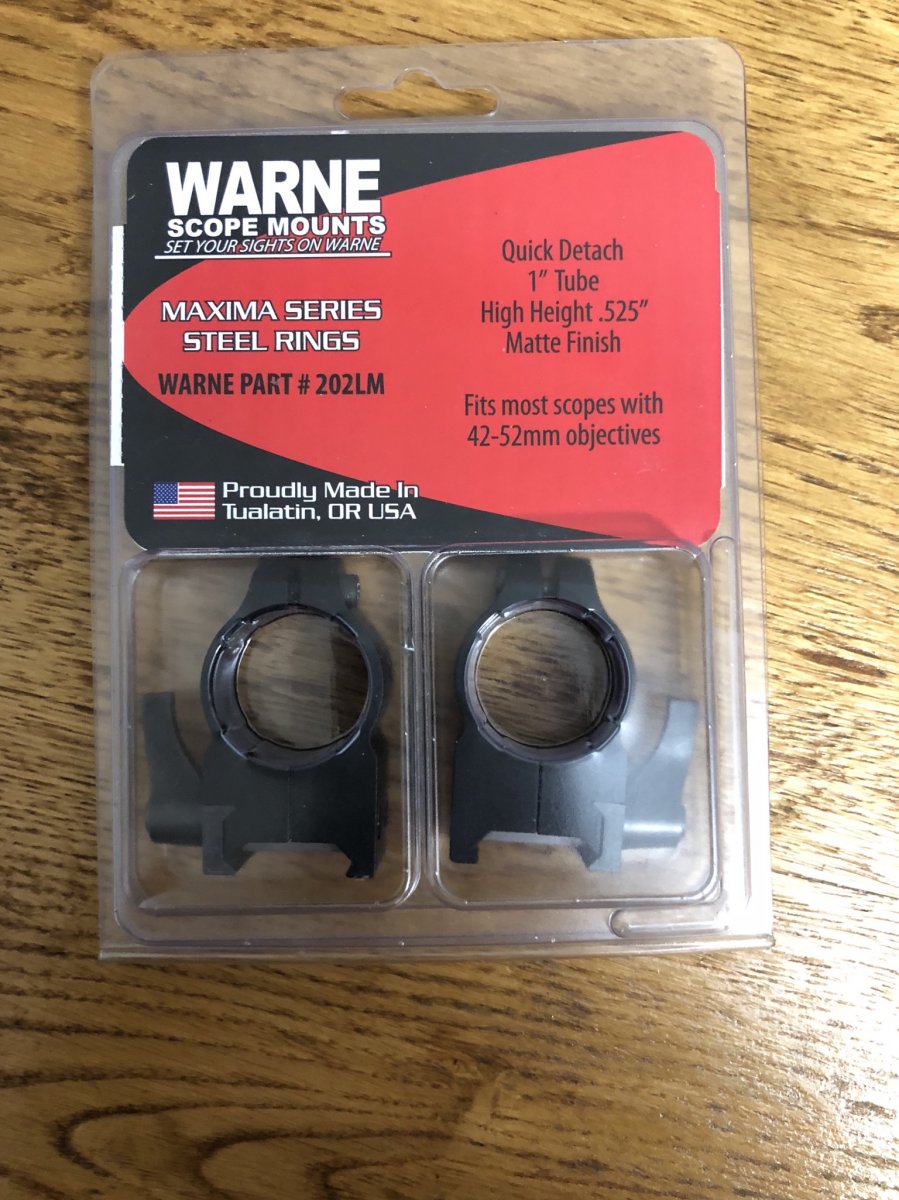 WARNE
SCOPE MOUNTS
SET YOUR SIGHTS ON WARNE
MAXIMA SERIES
STEEL RINGS
WARNE PART # 202LM
Proudly Made In
Tualatin, OR USA
Quick Detach
1” Tube
High Height .525”
Matte Finish
Fits most scopes with
42-52mm objectives